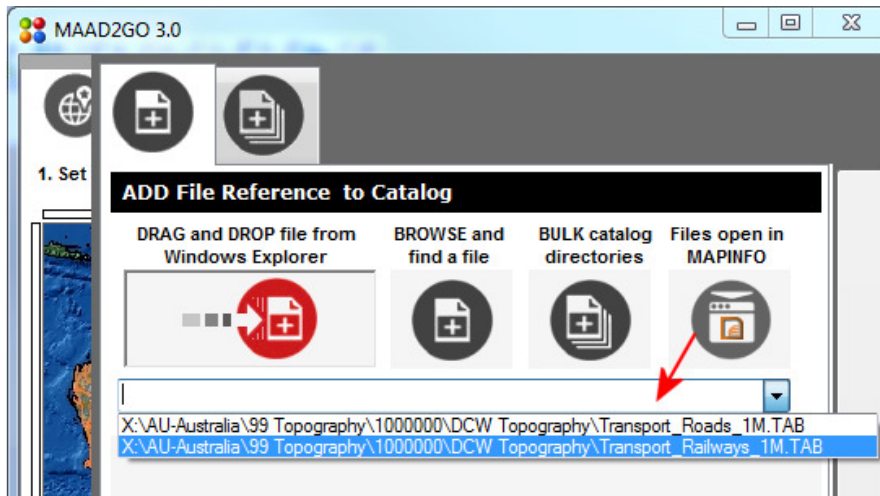 MAAD2GO 3.0
1. Set
ADD File Reference to Catalog
DRAG and DROP file from
Windows Explorer
BROWSE and
find a file
BULK catalog
directories
Files open in
MAPINFO
X:\AU-Australia\99 Topography\1000000\DCW Topography\Transport_Roads_1M.TAB
X:\AU-Australia\99 Topography\1000000\DCW Topography\Transport_Railways_1M.TAB